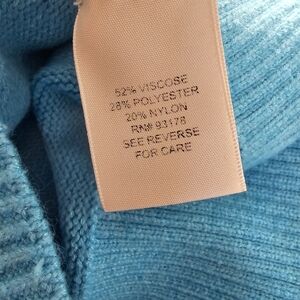 52% VISCOSE
28% POLYESTER
20% NYLON
RN# 93178
SEE REVERSE
FOR CARE